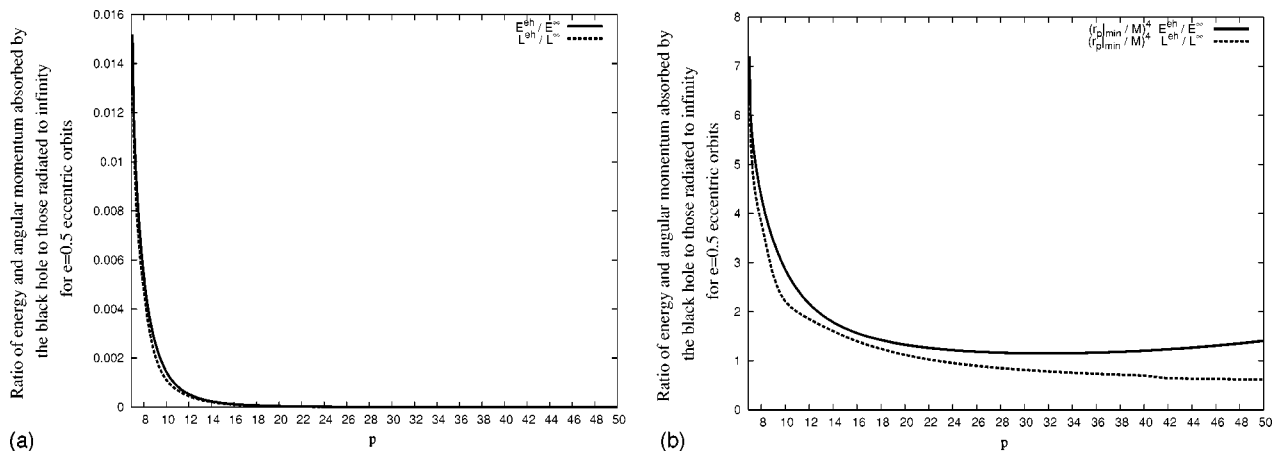 Ratio of energy and angular momentum absorbed by
the black hole to those radiated to infinity
for e=0.5 eccentric orbits
0.016
0.014
0.012
0.01
0.008
0.006
0.004
0.002
0
E^eh / E^∞
L^eh / L^∞
8 10 12 14 16 18 20 22 24 26 28 30 32 34 36 38 40 42 44 46 48 50
p
(a)
Ratio of energy and angular momentum absorbed by
the black hole to those radiated to infinity
for e=0.5 eccentric orbits
8
7
6
5
4
3
2
1
0
(r_p|_min / M)^4 E^eh / E^∞
(r_p|_min / M)^4 L^eh / L^∞
8 10 12 14 16 18 20 22 24 26 28 30 32 34 36 38 40 42 44 46 48 50
p
(b)